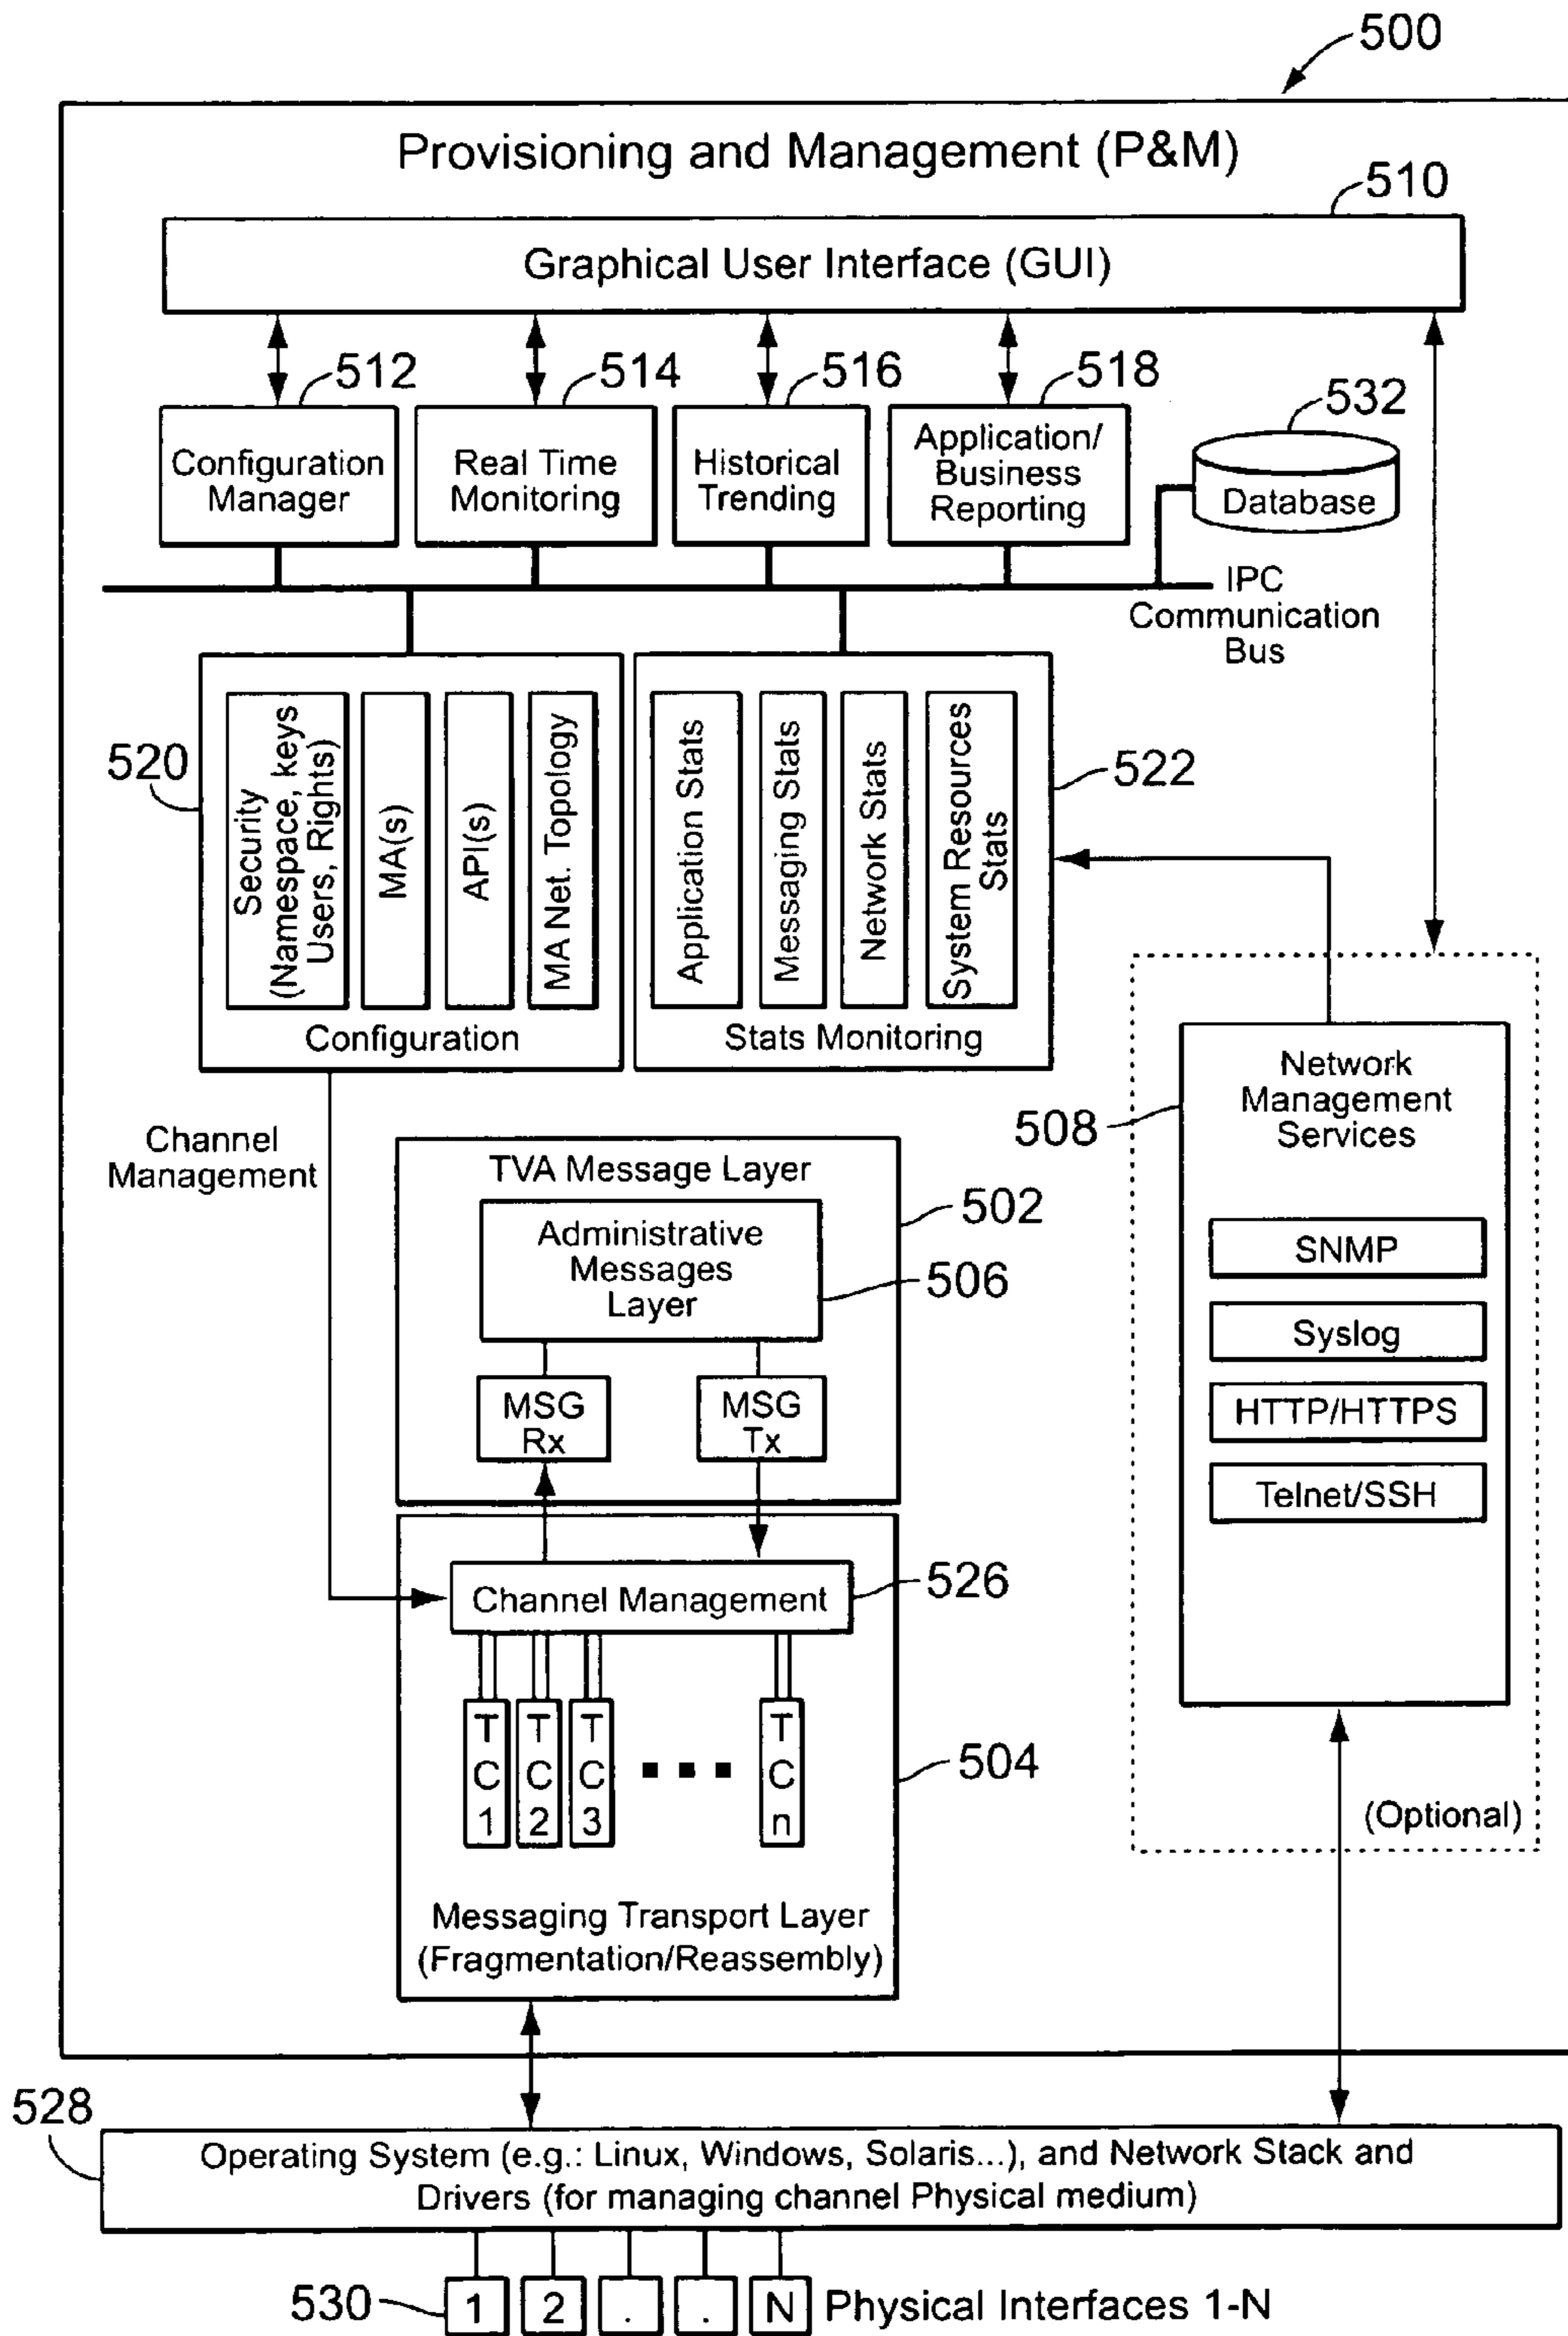 500
Provisioning and Management (P&M)
510
Graphical User Interface (GUI)
512
514
516
518
532
Configuration
Manager
Real Time
Monitoring
Historical
Trending
Application/
Business
Reporting
Database
IPC
Communication
Bus
520
Security
(Namespace, keys
Users, Rights)
MA(s)
API(s)
MA Net. Topology
Configuration
Application Stats
Messaging Stats
Network Stats
System Resources
Stats
Stats Monitoring
522
Channel
Management
TVA Message Layer
502
Administrative
Messages
Layer
506
MSG
Rx
MSG
Tx
Channel Management
526
T
C
1
T
C
2
T
C
3
T
C
n
504
Messaging Transport Layer
(Fragmentation/Reassembly)
508
Network
Management
Services
SNMP
Syslog
HTTP/HTTPS
Telnet/SSH
(Optional)
528
Operating System (e.g.: Linux, Windows, Solaris...), and Network Stack and
Drivers (for managing channel Physical medium)
530
1
2
.
.
N
Physical Interfaces 1-N